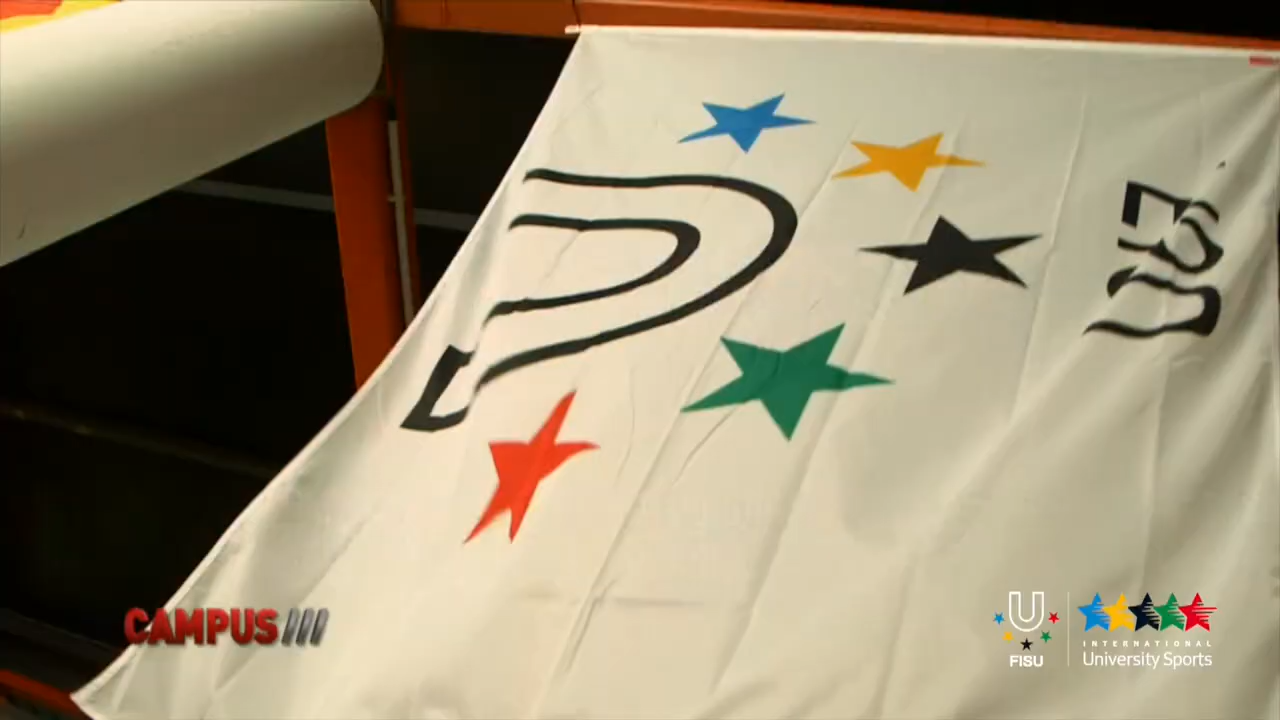 CAMPUS
U
FISU
INTERNATIONAL
University Sports